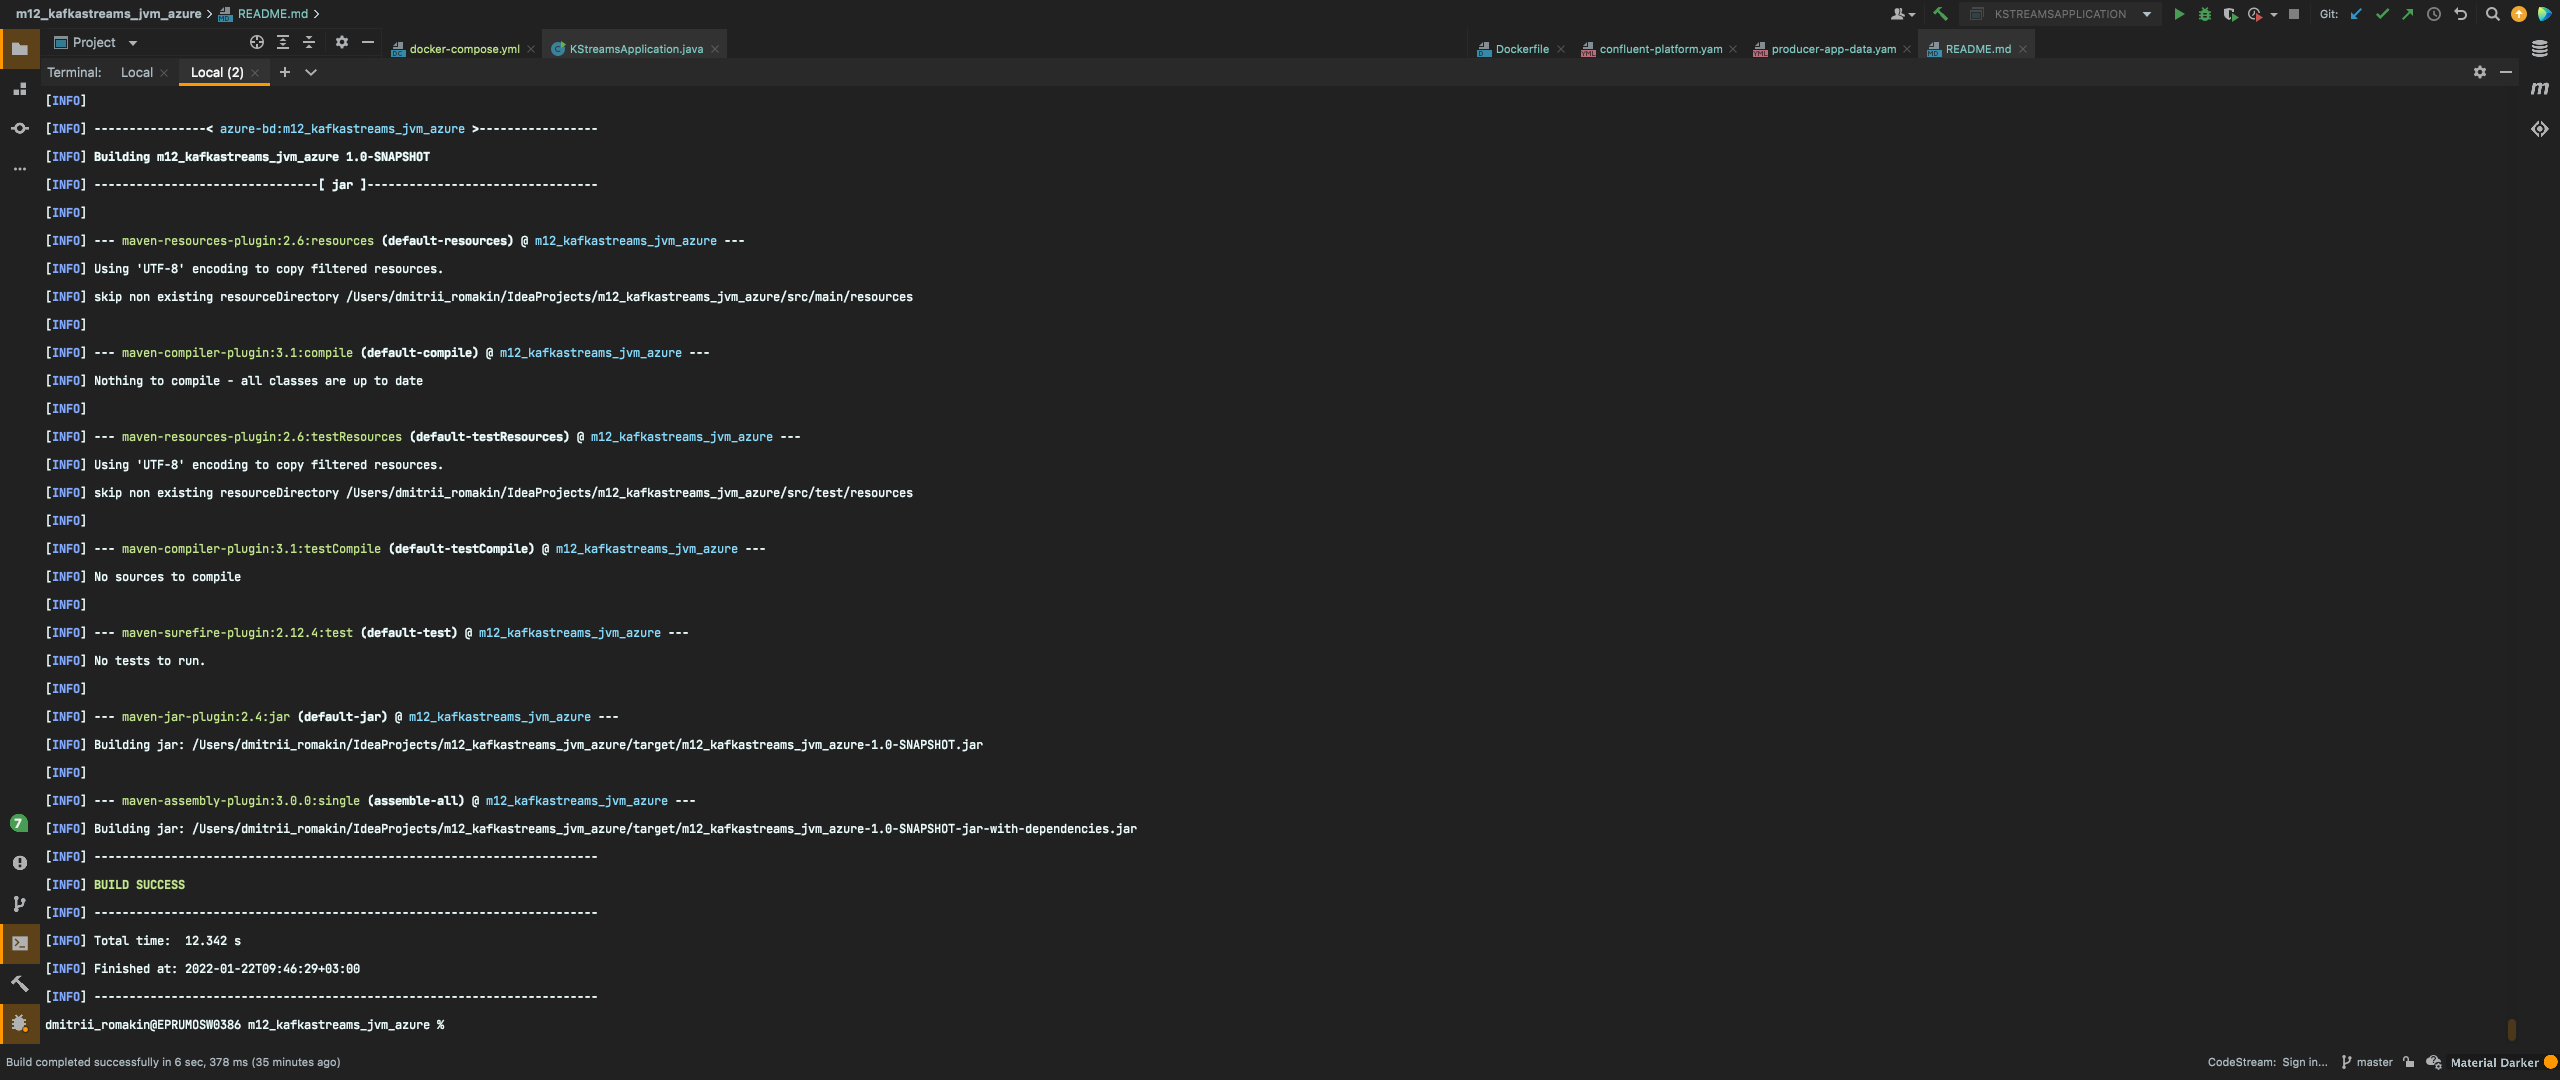 m12_kafkastreams_jvm_azure
README.md
KSTREAMSAPPLICATION
Git:
Project
docker-compose.yml
KStreamsApplication.java
Dockerfile
confluent-platform.yaml
producer-app-data.yaml
README.md
Terminal:
Local
Local (2)
[INFO]
[INFO] ----------------< azure-bd:m12_kafkastreams_jvm_azure >-----------------
[INFO] Building m12_kafkastreams_jvm_azure 1.0-SNAPSHOT
[INFO] --------------------------------[ jar ]---------------------------------
[INFO]
[INFO] --- maven-resources-plugin:2.6:resources (default-resources) @ m12_kafkastreams_jvm_azure ---
[INFO] Using 'UTF-8' encoding to copy filtered resources.
[INFO] skip non existing resourceDirectory /Users/dmitrii_romakin/IdeaProjects/m12_kafkastreams_jvm_azure/src/main/resources
[INFO]
[INFO] --- maven-compiler-plugin:3.1:compile (default-compile) @ m12_kafkastreams_jvm_azure ---
[INFO] Nothing to compile - all classes are up to date
[INFO]
[INFO] --- maven-resources-plugin:2.6:testResources (default-testResources) @ m12_kafkastreams_jvm_azure ---
[INFO] Using 'UTF-8' encoding to copy filtered resources.
[INFO] skip non existing resourceDirectory /Users/dmitrii_romakin/IdeaProjects/m12_kafkastreams_jvm_azure/src/test/resources
[INFO]
[INFO] --- maven-compiler-plugin:3.1:testCompile (default-testCompile) @ m12_kafkastreams_jvm_azure ---
[INFO] No sources to compile
[INFO]
[INFO] --- maven-surefire-plugin:2.12.4:test (default-test) @ m12_kafkastreams_jvm_azure ---
[INFO] No tests to run.
[INFO]
[INFO] --- maven-jar-plugin:2.4:jar (default-jar) @ m12_kafkastreams_jvm_azure ---
[INFO] Building jar: /Users/dmitrii_romakin/IdeaProjects/m12_kafkastreams_jvm_azure/target/m12_kafkastreams_jvm_azure-1.0-SNAPSHOT.jar
[INFO]
[INFO] --- maven-assembly-plugin:3.0.0:single (assemble-all) @ m12_kafkastreams_jvm_azure ---
[INFO] Building jar: /Users/dmitrii_romakin/IdeaProjects/m12_kafkastreams_jvm_azure/target/m12_kafkastreams_jvm_azure-1.0-SNAPSHOT-jar-with-dependencies.jar
[INFO] ------------------------------------------------------------------------
[INFO] BUILD SUCCESS
[INFO] ------------------------------------------------------------------------
[INFO] Total time:  12.342 s
[INFO] Finished at: 2022-01-22T09:46:29+03:00
[INFO] ------------------------------------------------------------------------
dmitrii_romakin@EPRUMOSW0386 m12_kafkastreams_jvm_azure %
7
Build completed successfully in 6 sec, 378 ms (35 minutes ago)
CodeStream: Sign in...
master
Material Darker